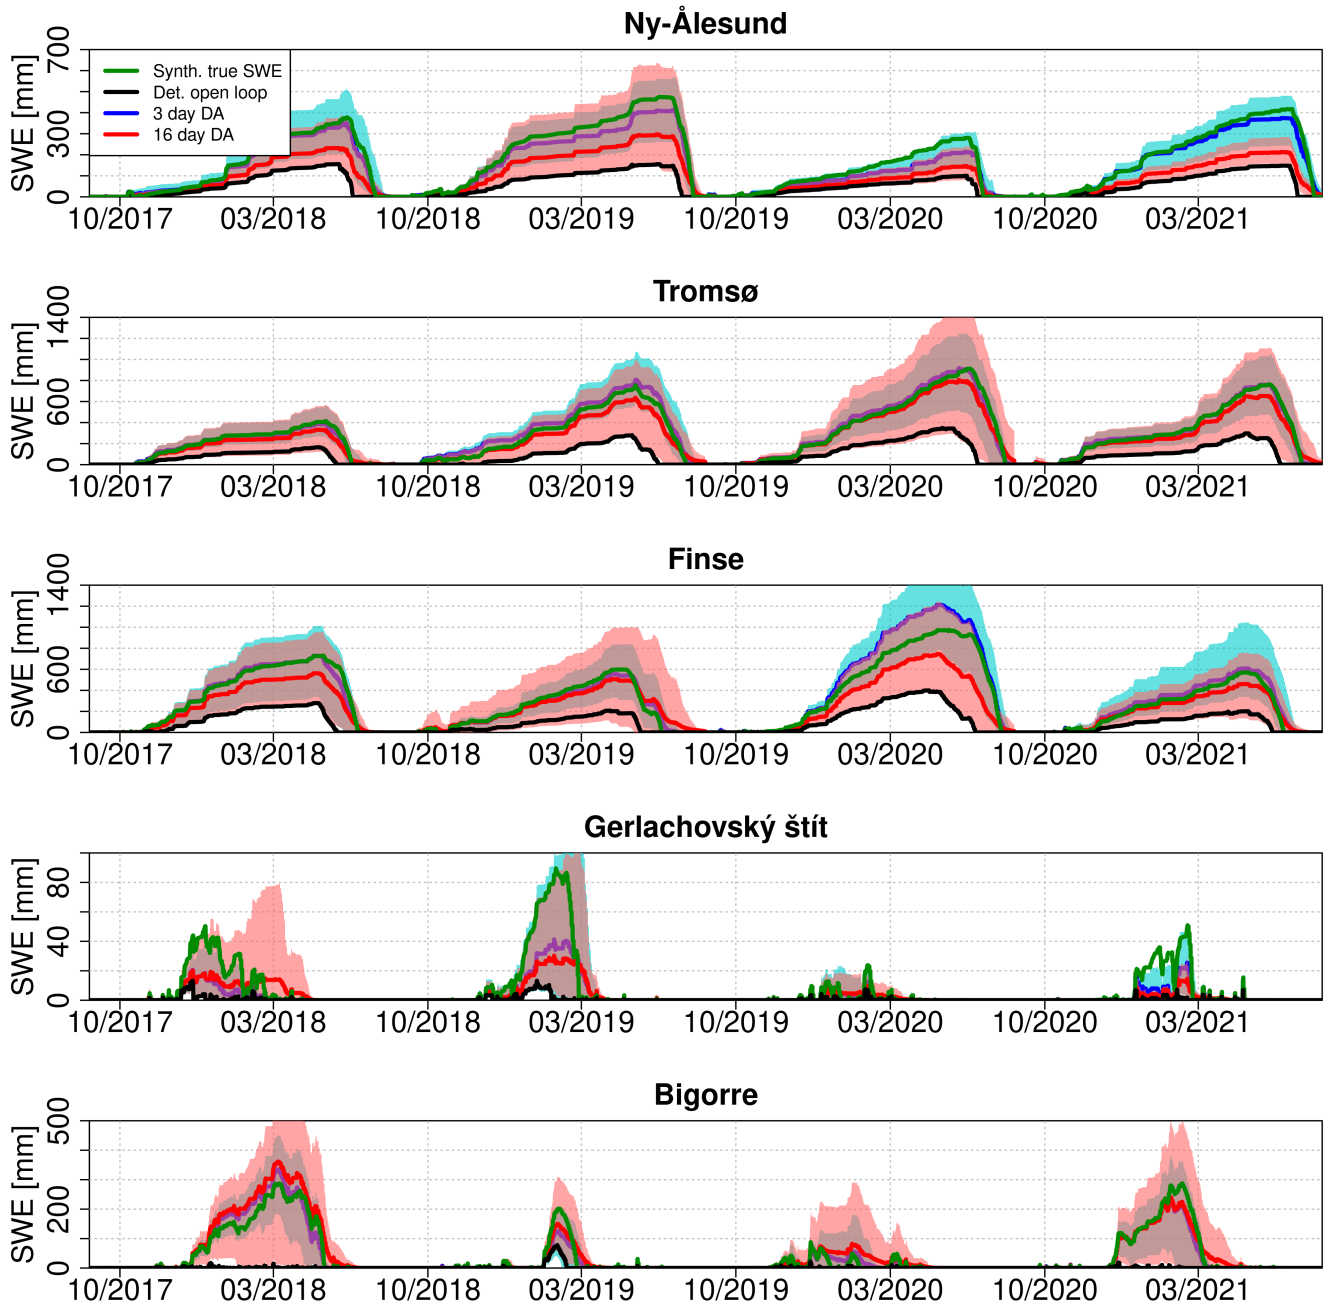 Ny-Ålesund
SWE [mm]
700
300
0
Synth. true SWE
Det. open loop
3 day DA
16 day DA
10/2017 03/2018 10/2018 03/2019 10/2019 03/2020 10/2020 03/2021
Tromsø
SWE [mm]
1400
600
0
10/2017 03/2018 10/2018 03/2019 10/2019 03/2020 10/2020 03/2021
Finse
SWE [mm]
1400
600
0
10/2017 03/2018 10/2018 03/2019 10/2019 03/2020 10/2020 03/2021
Gerlachovský štít
SWE [mm]
80
40
0
10/2017 03/2018 10/2018 03/2019 10/2019 03/2020 10/2020 03/2021
Bigorre
SWE [mm]
500
200
0
10/2017 03/2018 10/2018 03/2019 10/2019 03/2020 10/2020 03/2021